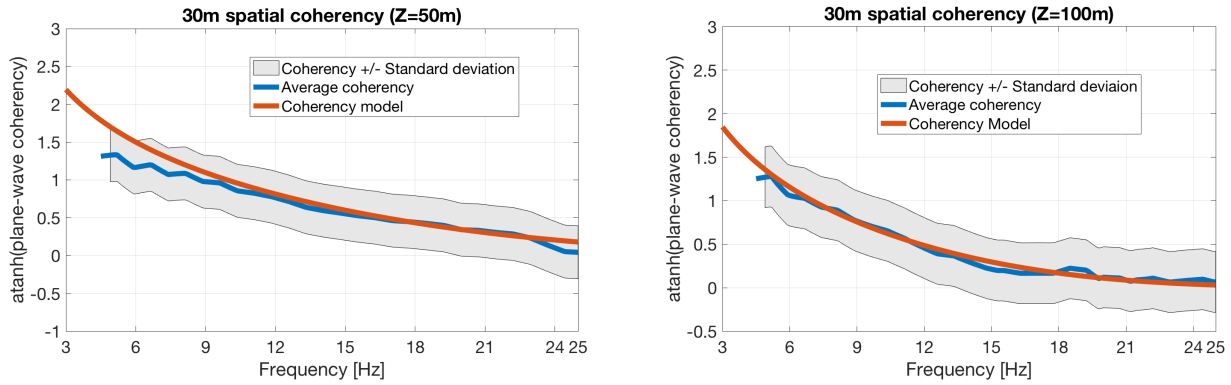 30m spatial coherency (Z=50m)
atanh(plane-wave coherency)
3
2.5
2
1.5
1
0.5
0
-0.5
-1
Coherency +/- Standard deviation
Average coherency
Coherency model
3 6 9 12 15 18 21 24 25
Frequency [Hz]
30m spatial coherency (Z=100m)
atanh(plane-wave coherency)
3
2.5
2
1.5
1
0.5
0
-0.5
Coherency +/- Standard deviaion
Average coherency
Coherency Model
3 6 9 12 15 18 21 24 25
Frequency [Hz]